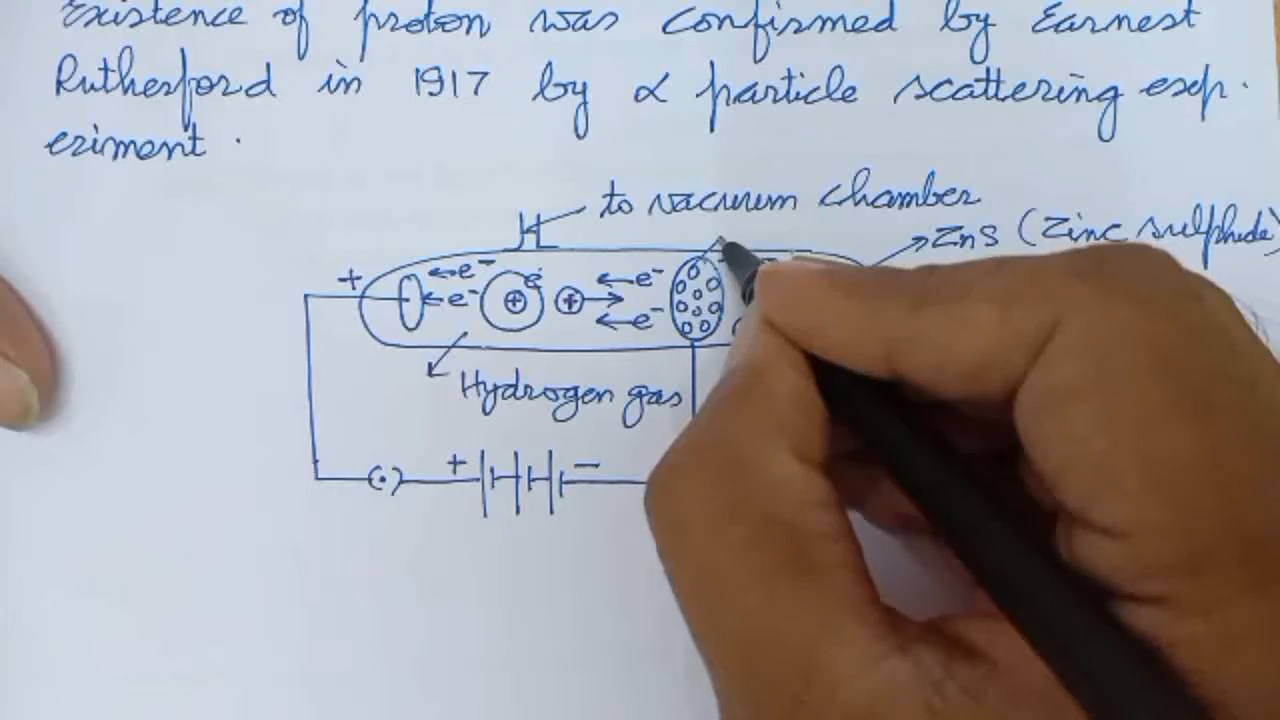 Existence of proton was confirmed by Earnest
Rutherford in 1917 by α particle scattering exp-
eriment.
to vacuum chamber
ZnS (Zinc sulphide)
+ e⁻ e⁻ e⁻
e⁻ + + e⁻
Hydrogen gas
+ −